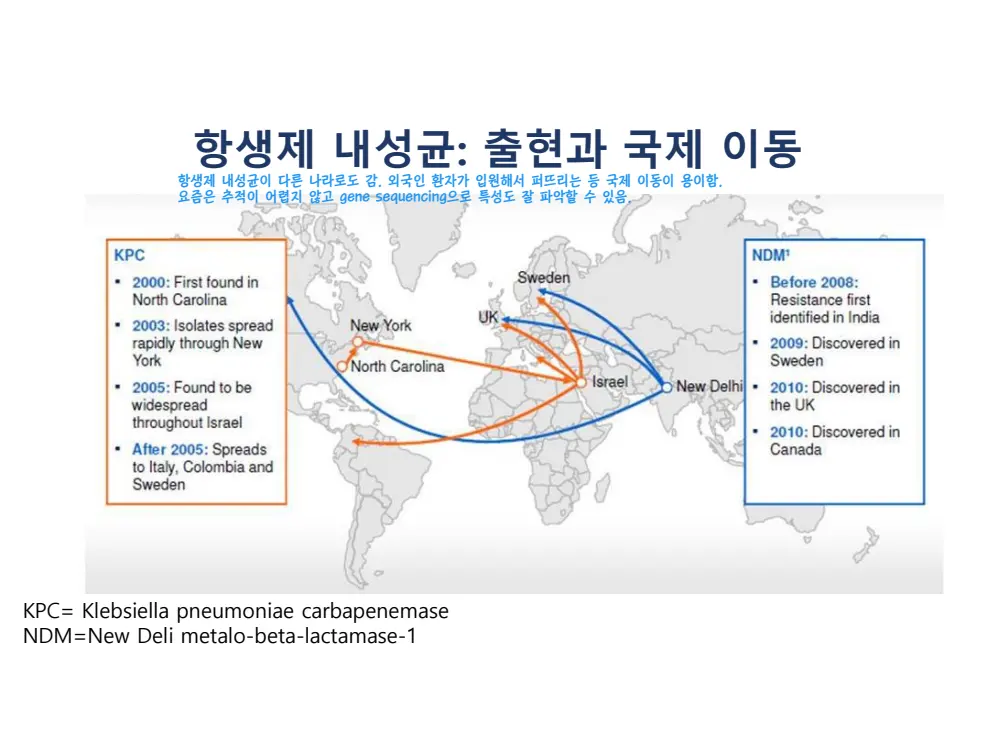 항생제 내성균: 출현과 국제 이동
항생제 내성균이 다른 나라로도 감. 외국인 환자가 입원해서 퍼뜨리는 등 국제 이동이 용이함.
요즘은 추적이 어렵지 않고 gene sequencing으로 특성도 잘 파악할 수 있음.
KPC
▪ 2000: First found in
North Carolina
▪ 2003: Isolates spread
rapidly through New
York
▪ 2005: Found to be
widespread
throughout Israel
▪ After 2005: Spreads
to Italy, Colombia and
Sweden
Sweden
UK
New York
North Carolina
Israel
New Delhi
NDM¹
▪ Before 2008:
Resistance first
identified in India
▪ 2009: Discovered in
Sweden
▪ 2010: Discovered in
the UK
▪ 2010: Discovered in
Canada
KPC= Klebsiella pneumoniae carbapenemase
NDM=New Deli metalo-beta-lactamase-1